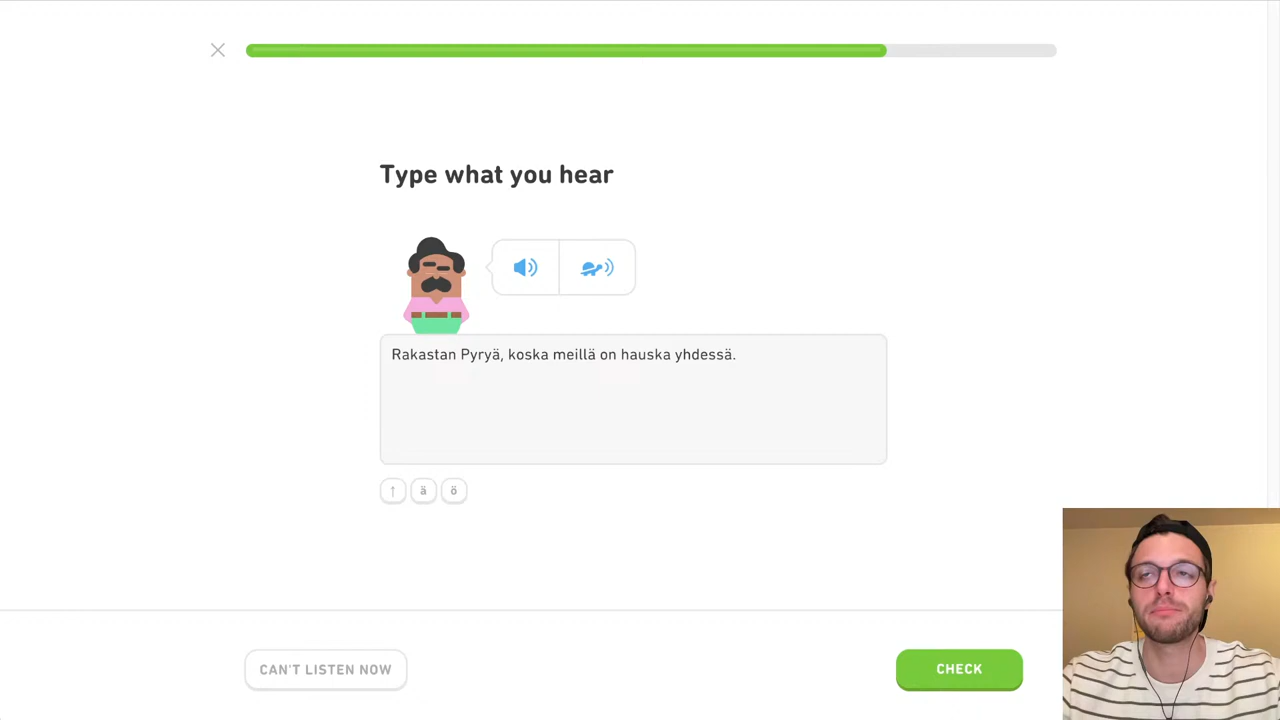 Type what you hear
Rakastan Pyryä, koska meillä on hauska yhdessä.
↑ ä ö
CAN'T LISTEN NOW
CHECK